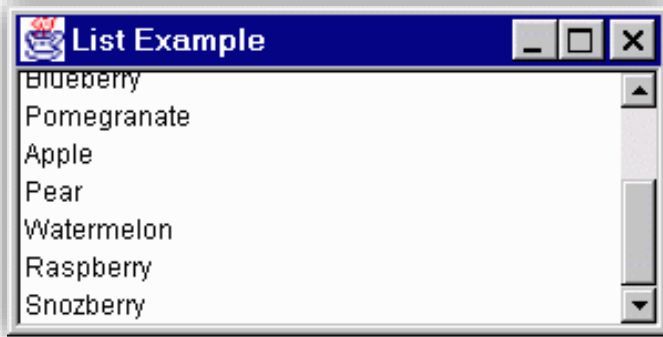 List Example
Blueberry
Pomegranate
Apple
Pear
Watermelon
Raspberry
Snozberry